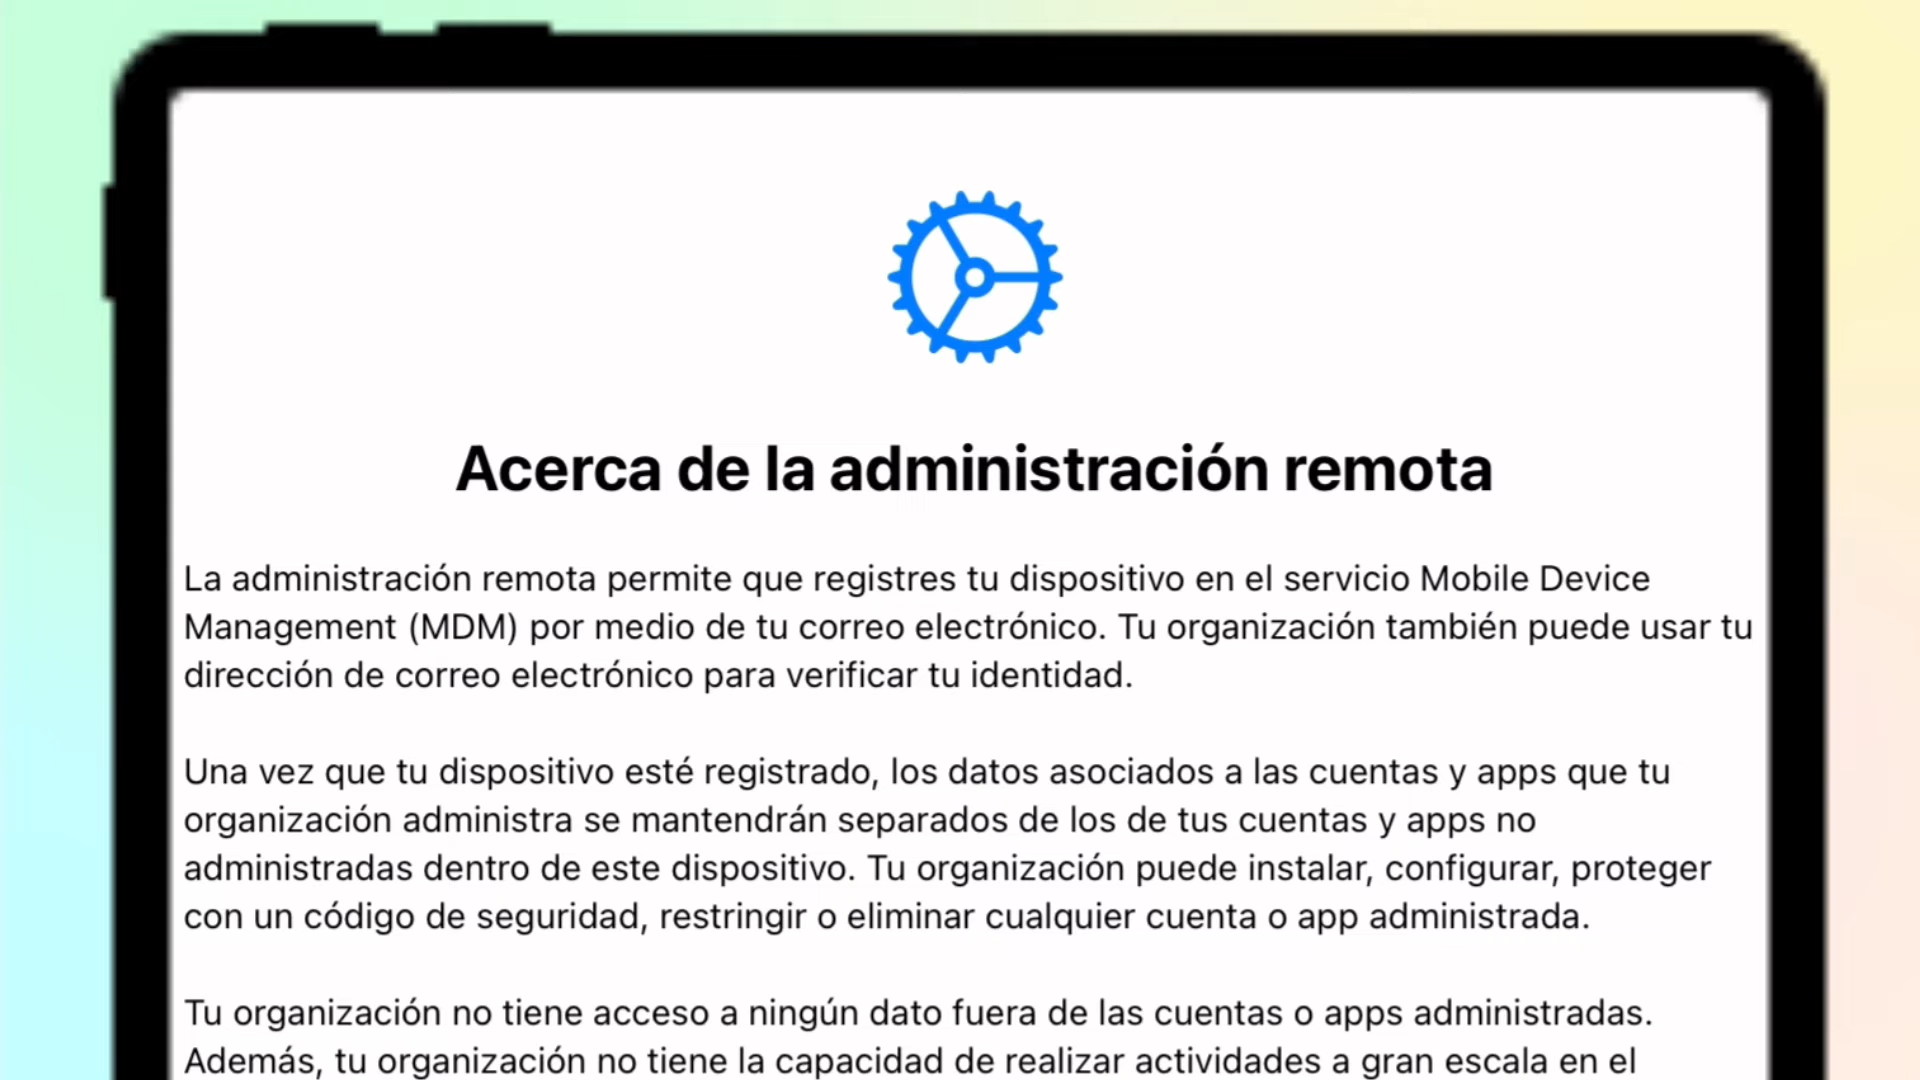 Acerca de la administración remota
La administración remota permite que registres tu dispositivo en el servicio Mobile Device
Management (MDM) por medio de tu correo electrónico. Tu organización también puede usar tu
dirección de correo electrónico para verificar tu identidad.
Una vez que tu dispositivo esté registrado, los datos asociados a las cuentas y apps que tu
organización administra se mantendrán separados de los de tus cuentas y apps no
administradas dentro de este dispositivo. Tu organización puede instalar, configurar, proteger
con un código de seguridad, restringir o eliminar cualquier cuenta o app administrada.
Tu organización no tiene acceso a ningún dato fuera de las cuentas o apps administradas.
Además, tu organización no tiene la capacidad de realizar actividades a gran escala en el